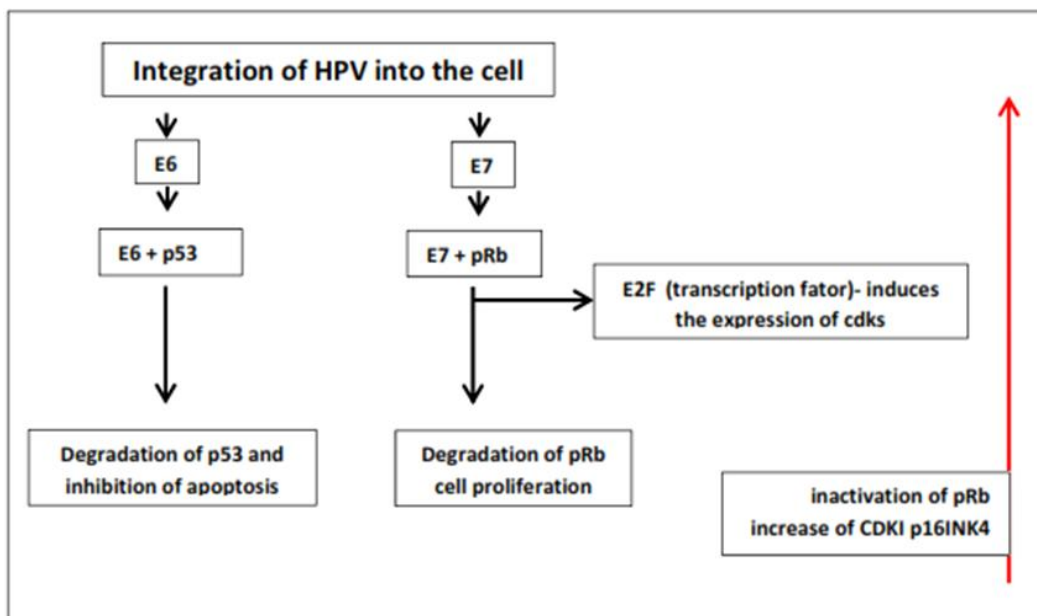 Integration of HPV into the cell
E6
E7
E6 + p53
E7 + pRb
E2F (transcription fator)- induces
the expression of cdks
Degradation of p53 and
inhibition of apoptosis
Degradation of pRb
cell proliferation
inactivation of pRb
increase of CDKI p16INK4